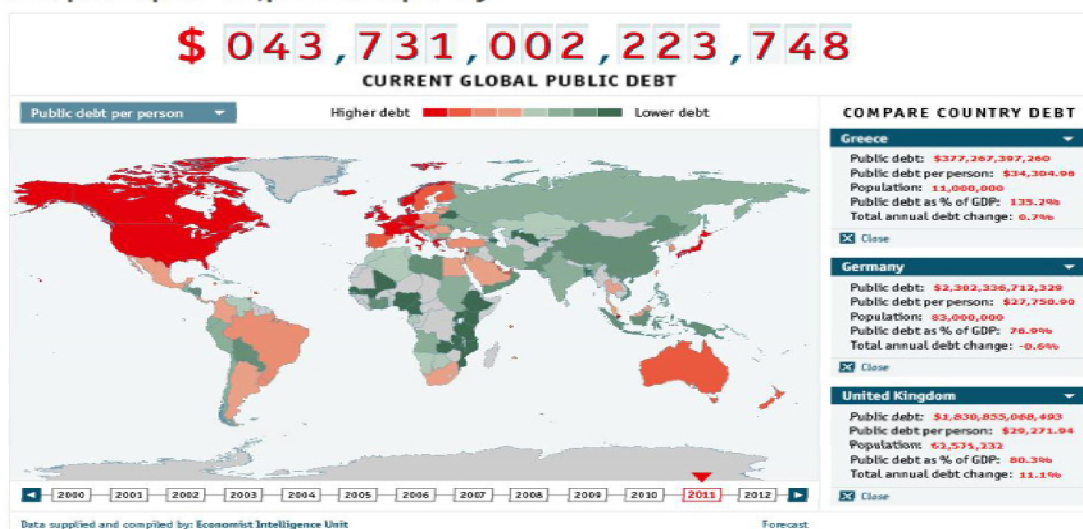 $ 043,731,002,223,748
CURRENT GLOBAL PUBLIC DEBT
Public debt per person
Higher debt
Lower debt
COMPARE COUNTRY DEBT
Greece
Public debt: $377,267,397,260
Public debt per person: $34,304.96
Population: 11,000,000
Public debt as % of GDP: 135.2%
Total annual debt change: 0.7%
Close
Germany
Public debt: $2,302,336,712,329
Public debt per person: $27,750.90
Population: 83,000,000
Public debt as % of GDP: 76.9%
Total annual debt change: -0.6%
Close
United Kingdom
Public debt: $1,830,855,068,493
Public debt per person: $29,271.94
Population:
Public debt as % of GDP: 80.3%
Total annual debt change: 11.1%
Close
2000 2001 2002 2003 2004 2005 2006 2007 2008 2009 2010 2011 2012
Data supplied and compiled by: Economist Intelligence Unit
Forecast